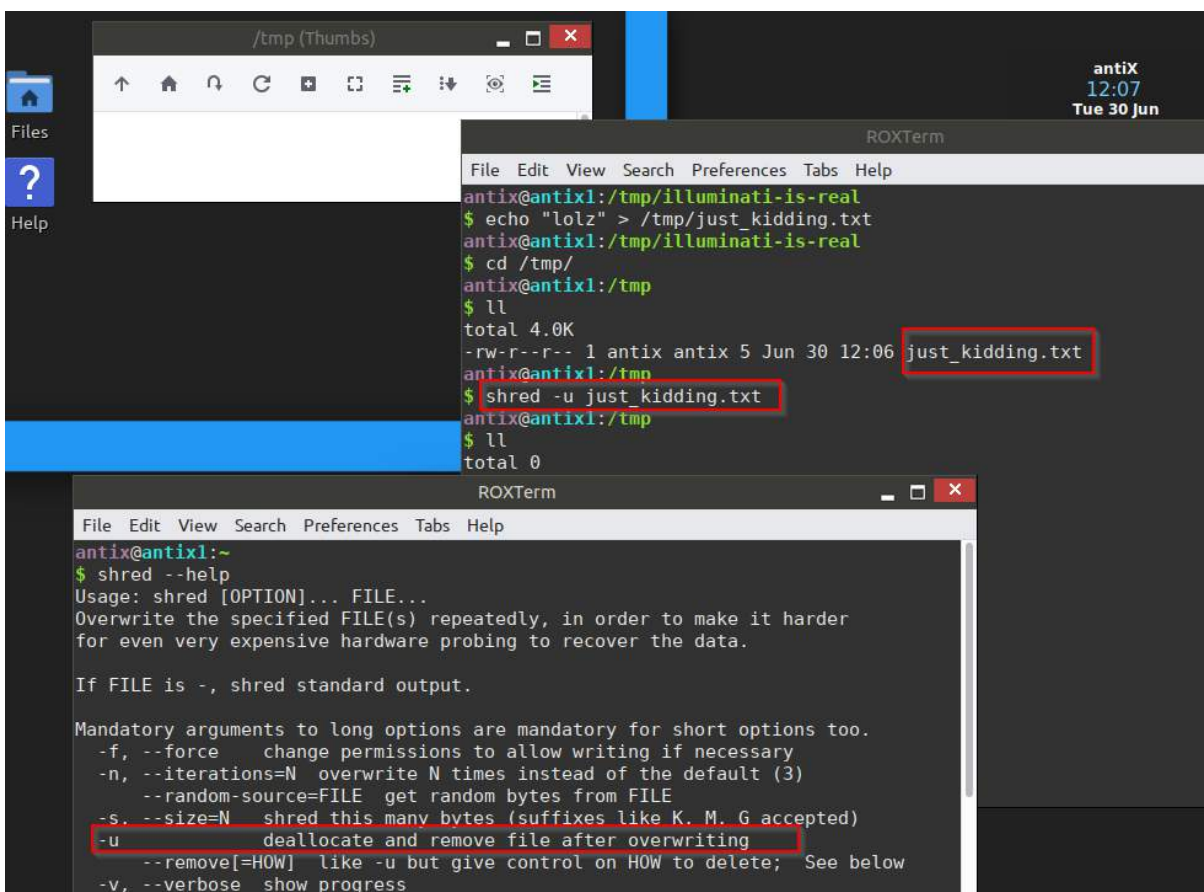 /tmp (Thumbs)
Files
Help
antiX
12:07
Tue 30 Jun
ROXTerm
File Edit View Search Preferences Tabs Help
antix@antix1:/tmp/illuminati-is-real
$ echo "lolz" > /tmp/just_kidding.txt
antix@antix1:/tmp/illuminati-is-real
$ cd /tmp/
antix@antix1:/tmp
$ ll
total 4.0K
-rw-r--r-- 1 antix antix 5 Jun 30 12:06 just_kidding.txt
antix@antix1:/tmp
$ shred -u just_kidding.txt
antix@antix1:/tmp
$ ll
total 0
ROXTerm
File Edit View Search Preferences Tabs Help
antix@antix1:~
$ shred --help
Usage: shred [OPTION]... FILE...
Overwrite the specified FILE(s) repeatedly, in order to make it harder
for even very expensive hardware probing to recover the data.
If FILE is -, shred standard output.
Mandatory arguments to long options are mandatory for short options too.
-f, --force change permissions to allow writing if necessary
-n, --iterations=N overwrite N times instead of the default (3)
--random-source=FILE get random bytes from FILE
-s, --size=N shred this many bytes (suffixes like K, M, G accepted)
-u deallocate and remove file after overwriting
--remove[=HOW] like -u but give control on HOW to delete; See below
-v, --verbose show progress